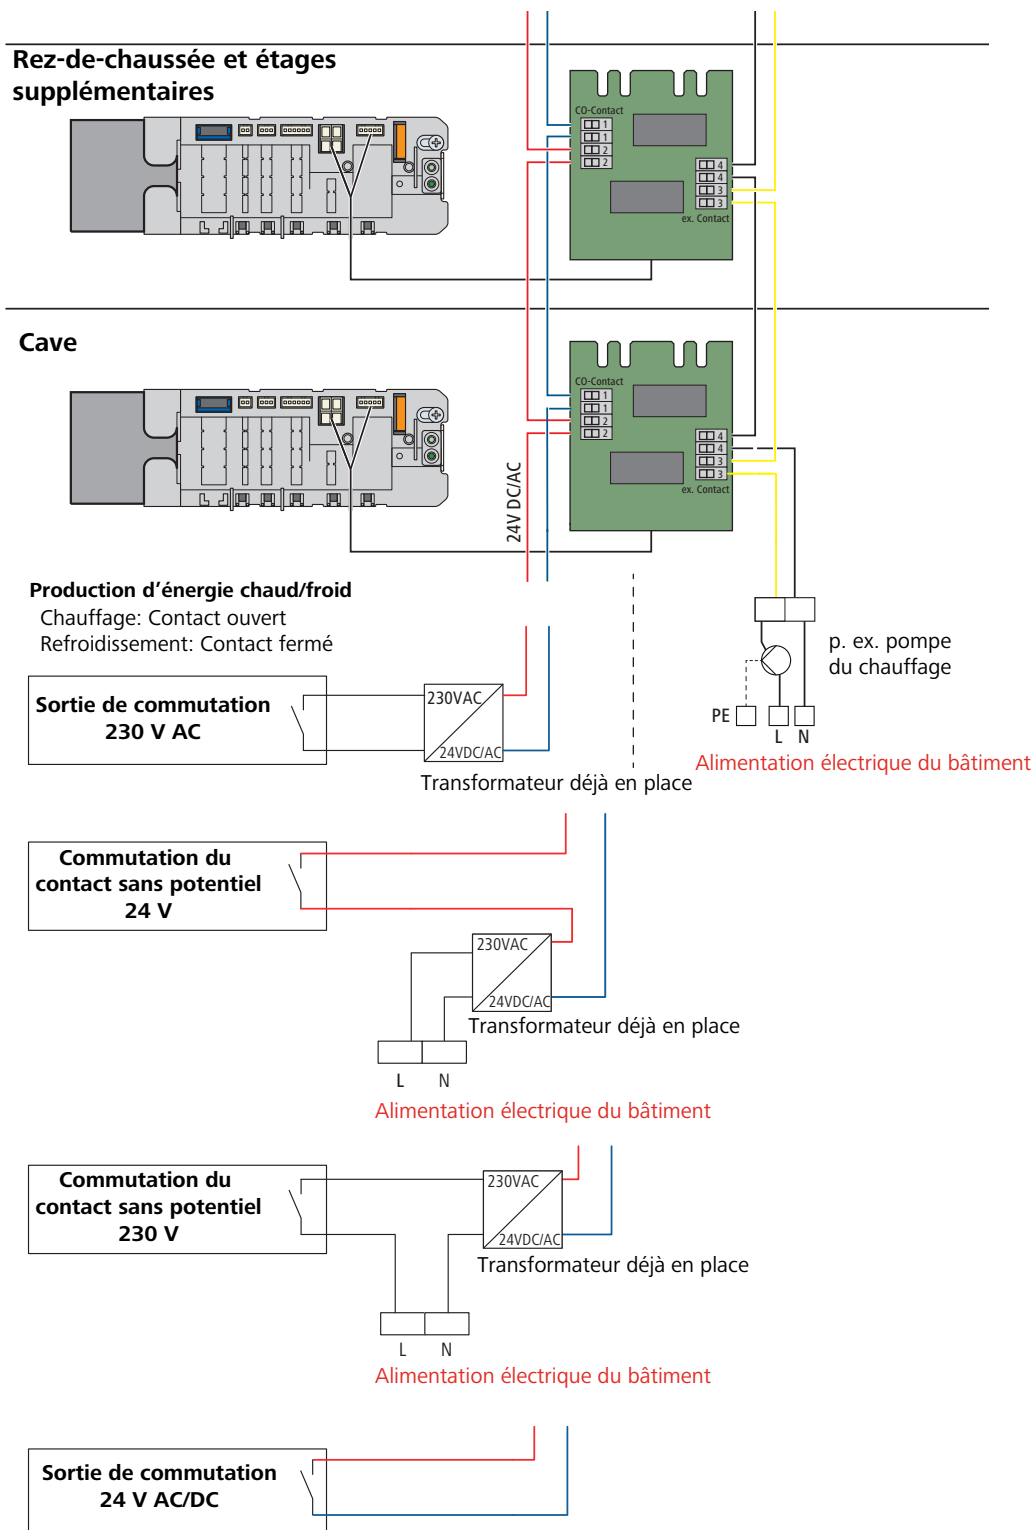 Rez-de-chaussée et étages
supplémentaires
CO-Contact
1
1
2
2
4
4
3
3
ex. Contact
Cave
CO-Contact
1
1
2
2
4
4
3
3
ex. Contact
24V DC/AC
Production d’énergie chaud/froid
Chauffage: Contact ouvert
Refroidissement: Contact fermé
p. ex. pompe
du chauffage
Sortie de commutation
230 V AC
230VAC
24VDC/AC
PE
L N
Alimentation électrique du bâtiment
Transformateur déjà en place
Commutation du
contact sans potentiel
24 V
230VAC
24VDC/AC
Transformateur déjà en place
L N
Alimentation électrique du bâtiment
Commutation du
contact sans potentiel
230 V
230VAC
24VDC/AC
Transformateur déjà en place
L N
Alimentation électrique du bâtiment
Sortie de commutation
24 V AC/DC